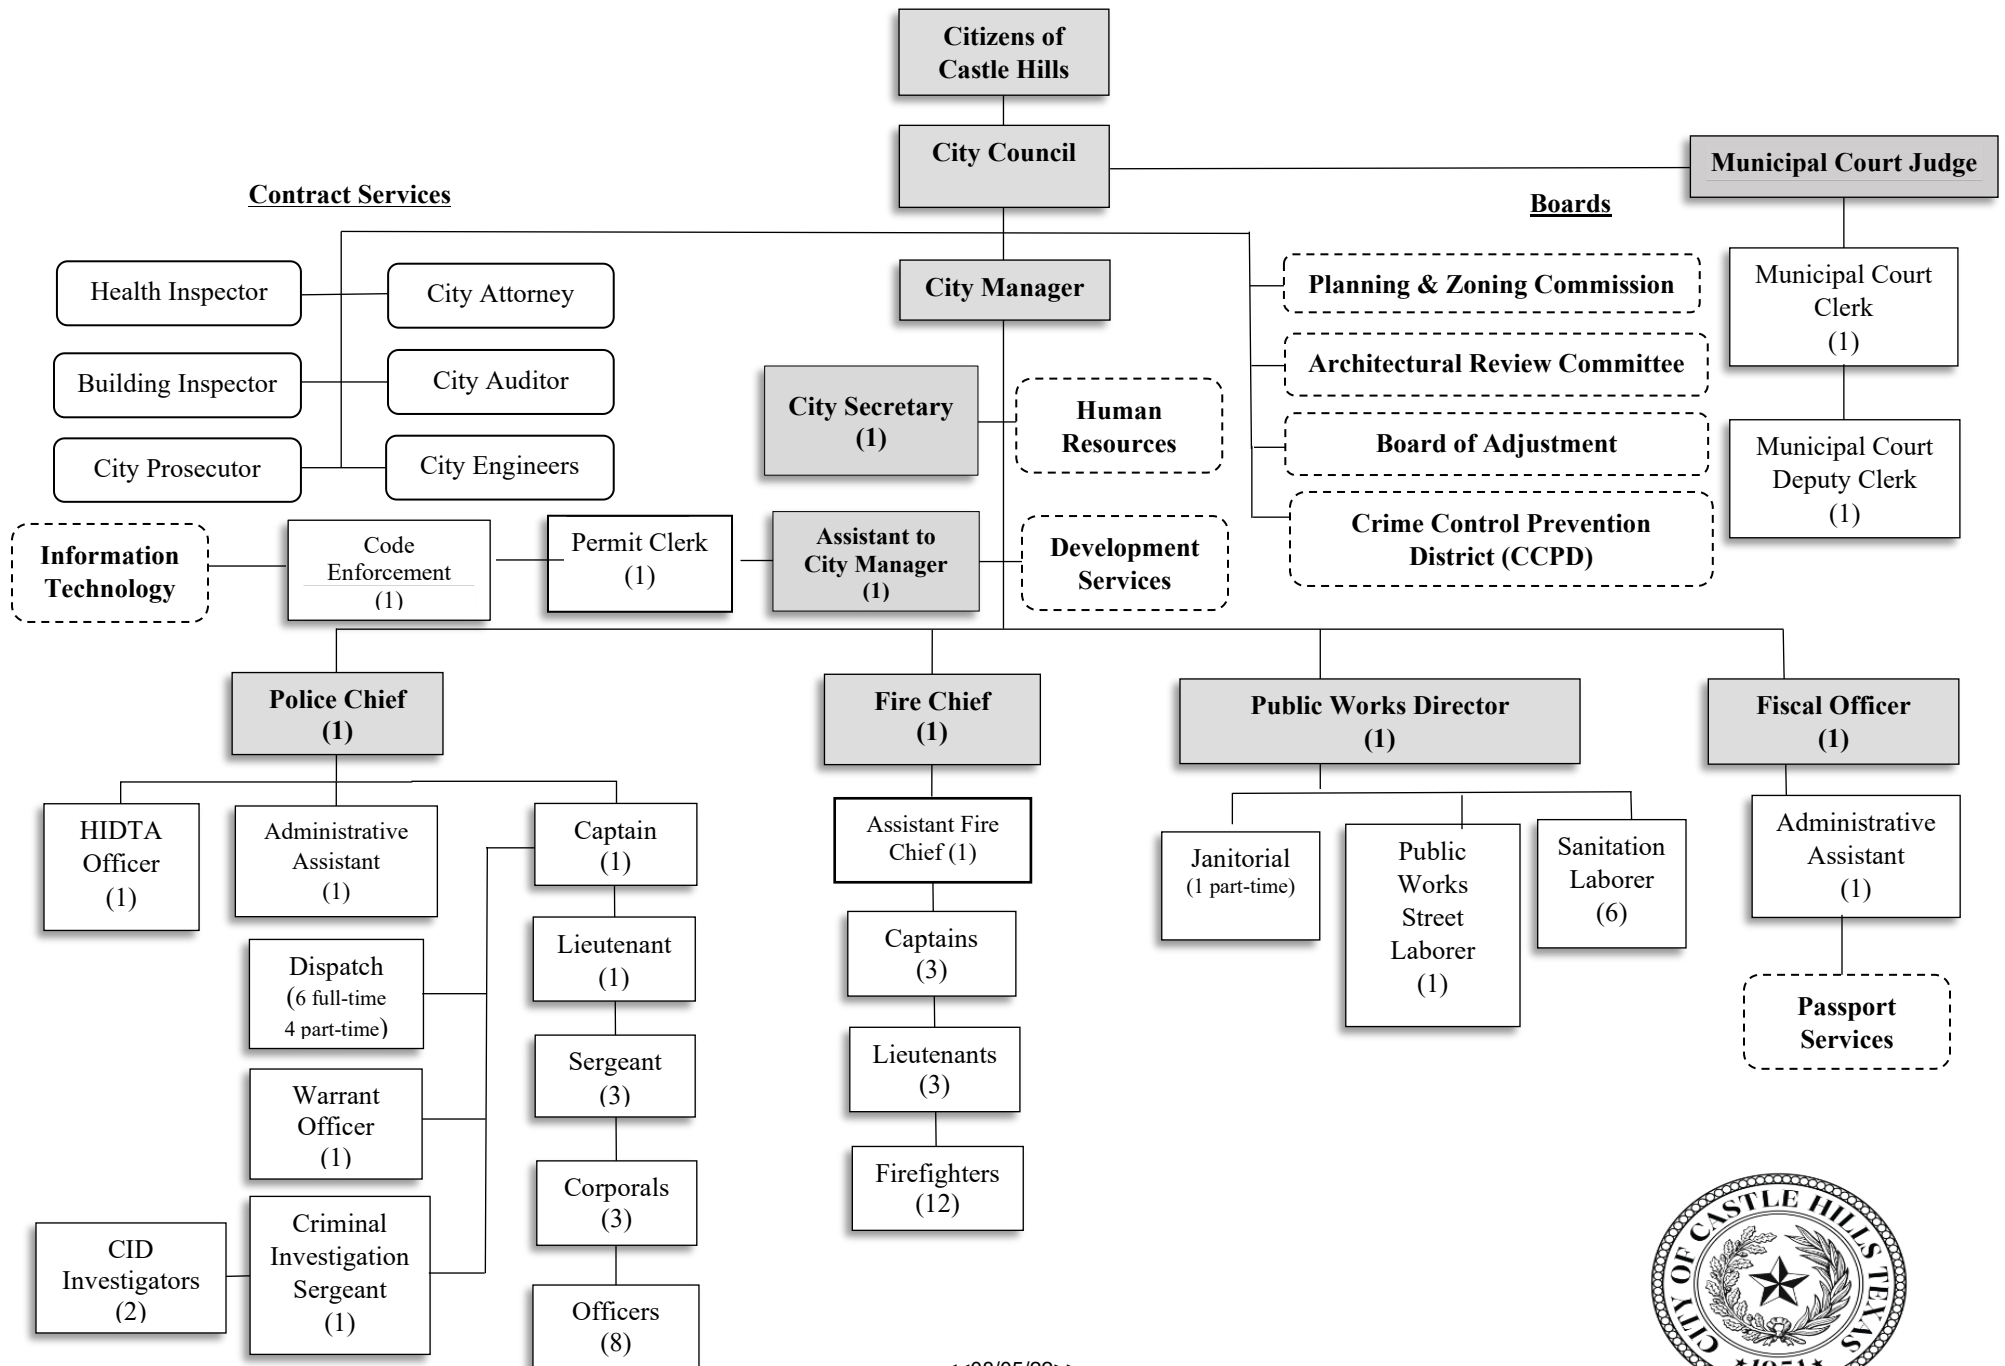 Citizens of
Castle Hills
City Council
Municipal Court Judge
Contract Services
Boards
Health Inspector
City Attorney
Building Inspector
City Auditor
City Prosecutor
City Engineers
City Manager
Planning & Zoning Commission
Architectural Review Committee
Board of Adjustment
Crime Control Prevention
District (CCPD)
Municipal Court
Clerk
(1)
Municipal Court
Deputy Clerk
(1)
City Secretary
(1)
Human
Resources
Information
Technology
Code
Enforcement
(1)
Permit Clerk
(1)
Assistant to
City Manager
(1)
Development
Services
Police Chief
(1)
Fire Chief
(1)
Public Works Director
(1)
Fiscal Officer
(1)
HIDTA
Officer
(1)
Administrative
Assistant
(1)
Captain
(1)
Dispatch
(6 full-time
4 part-time)
Lieutenant
(1)
Warrant
Officer
(1)
Sergeant
(3)
Corporals
(3)
CID
Investigators
(2)
Criminal
Investigation
Sergeant
(1)
Officers
(8)
Assistant Fire
Chief (1)
Captains
(3)
Lieutenants
(3)
Firefighters
(12)
Janitorial
(1 part-time)
Public
Works
Street
Laborer
(1)
Sanitation
Laborer
(6)
Administrative
Assistant
(1)
Passport
Services
CITY OF CASTLE HILLS TEXAS
*1951*